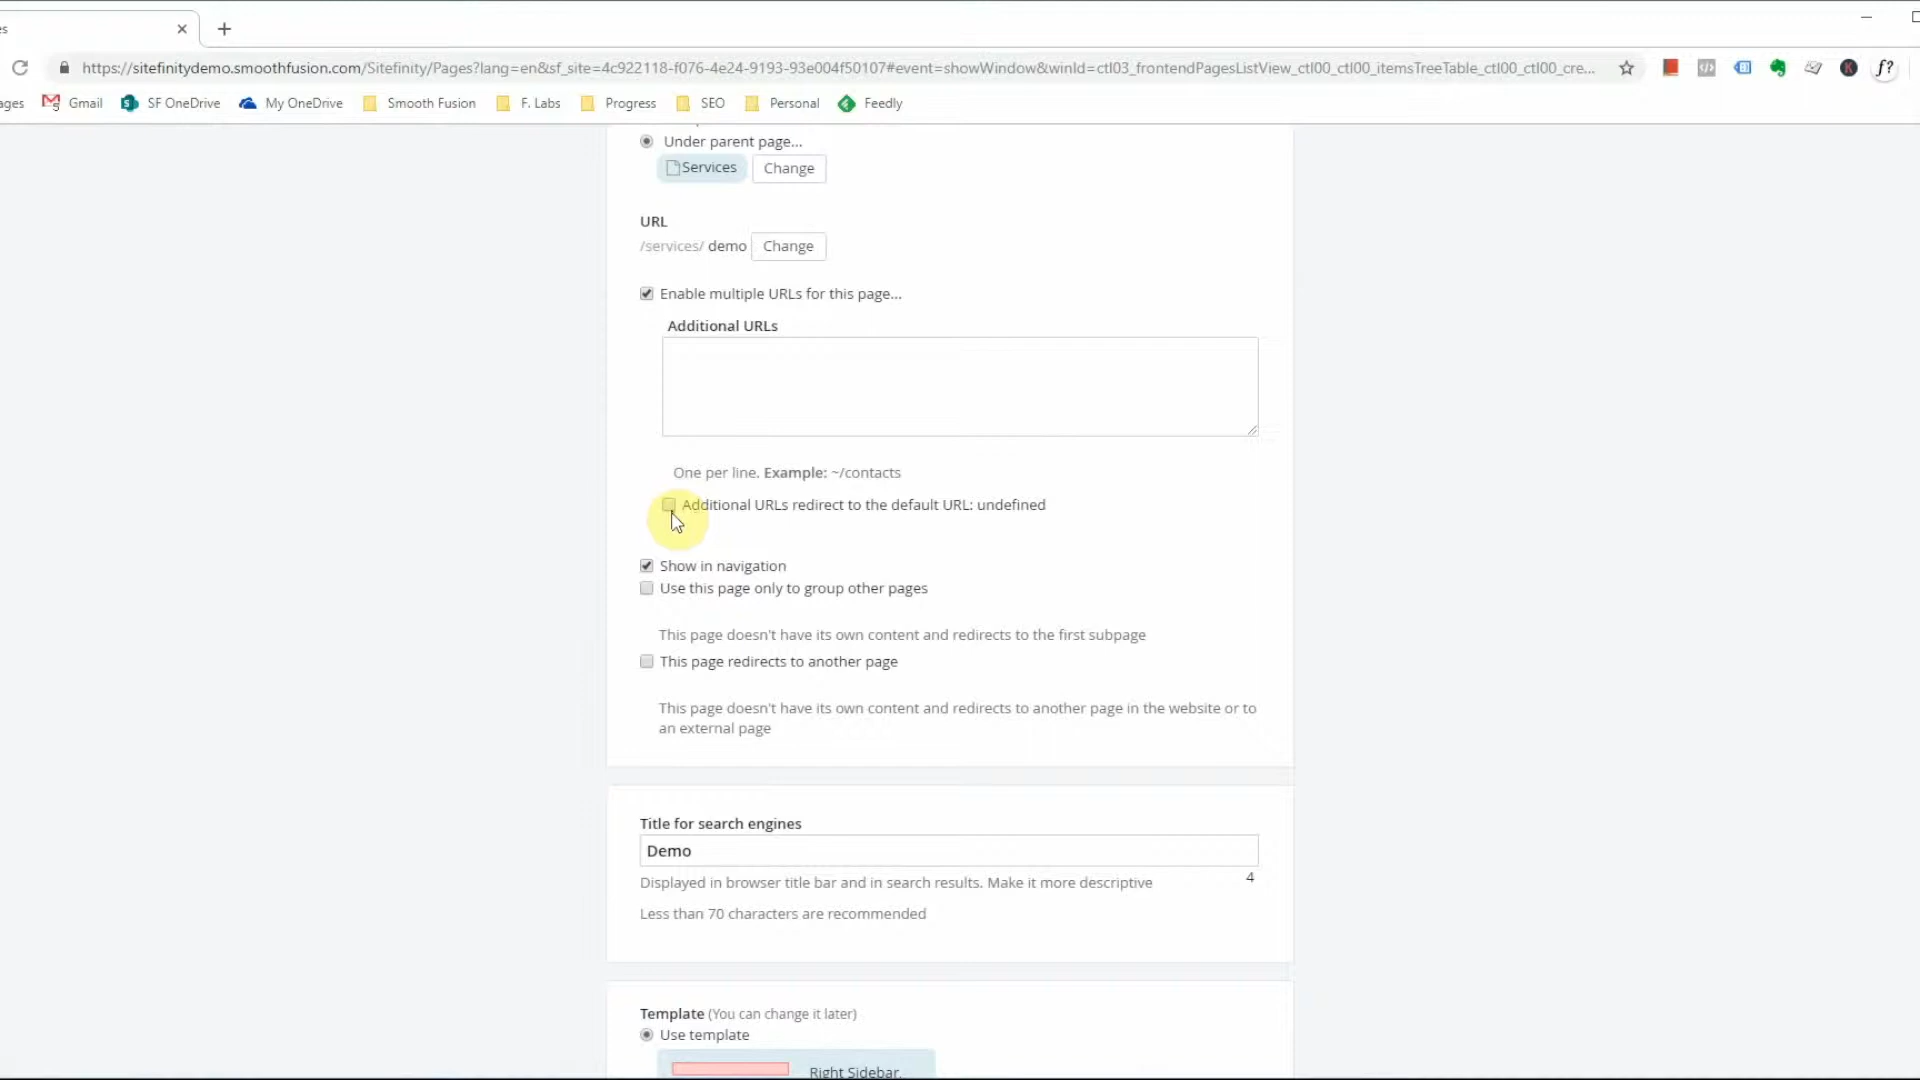 es
https://sitefinitydemo.smoothfusion.com/Sitefinity/Pages?lang=en&sf_site=4c922118-f076-4e24-9193-93e004f50107#event=showWindow&winId=ctl03_frontendPagesListView_ctl00_ctl00_itemsTreeTable_ctl00_ctl00_cre... f?
ages Gmail SF OneDrive My OneDrive Smooth Fusion F. Labs Progress SEO Personal Feedly
Under parent page...
Services Change
URL
/services/ demo Change
Enable multiple URLs for this page...
Additional URLs
One per line. Example: ~/contacts
Additional URLs redirect to the default URL: undefined
Show in navigation
Use this page only to group other pages
This page doesn't have its own content and redirects to the first subpage
This page redirects to another page
This page doesn't have its own content and redirects to another page in the website or to
an external page
Title for search engines
Demo
Displayed in browser title bar and in search results. Make it more descriptive 4
Less than 70 characters are recommended
Template (You can change it later)
Use template
Right Sidebar,